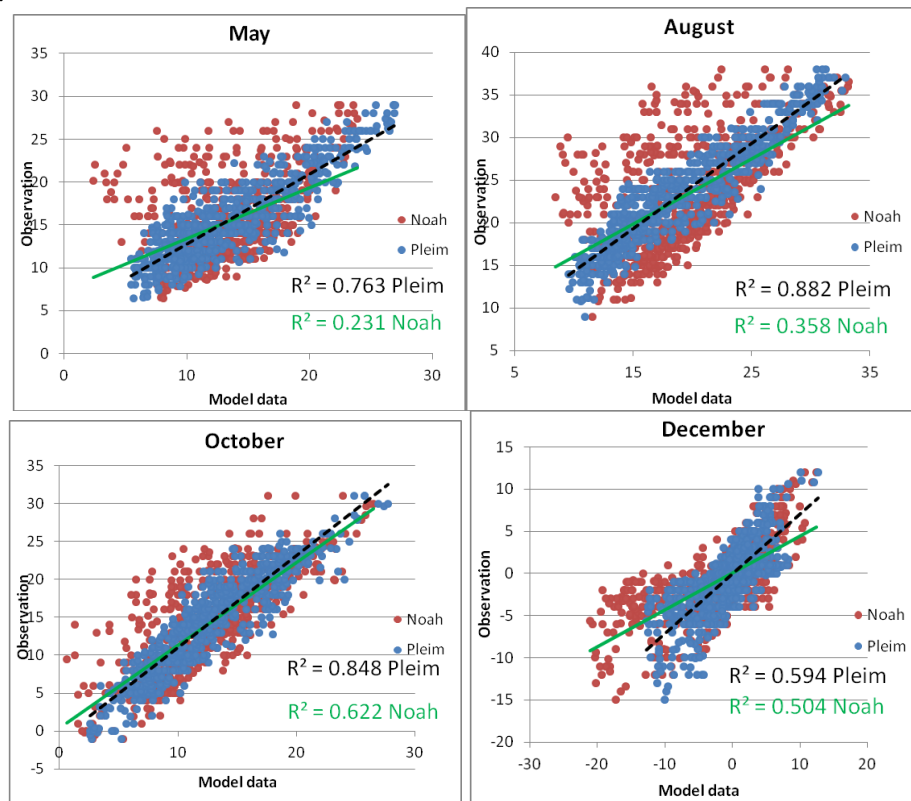 May
35
30
25
20
15
10
5
0
Observation
0 10 20 30
Model data
Noah
Pleim
R² = 0.763 Pleim
R² = 0.231 Noah
August
40
35
30
25
20
15
10
5
Observation
5 15 25 35
Model data
Noah
Pleim
R² = 0.882 Pleim
R² = 0.358 Noah
October
35
30
25
20
15
10
5
0
-5
Observation
0 10 20 30
Model data
Noah
Pleim
R² = 0.848 Pleim
R² = 0.622 Noah
December
15
10
5
0
-5
-10
-15
-20
Observation
-30 -20 -10 0 10 20
Model data
Noah
Pleim
R² = 0.594 Pleim
R² = 0.504 Noah